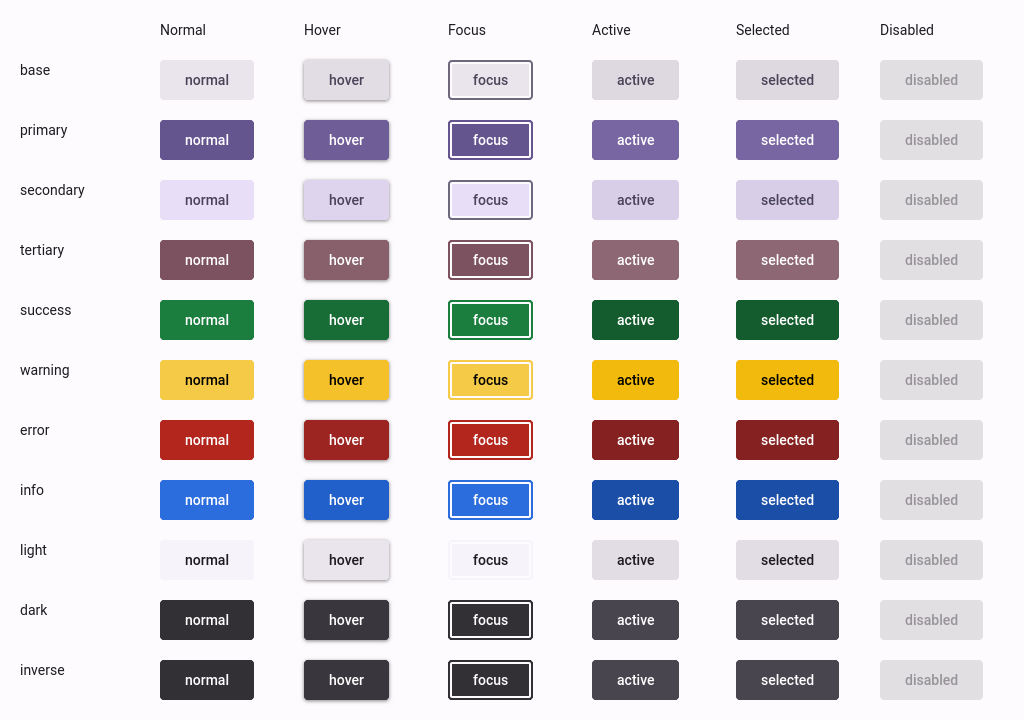 Normal Hover Focus Active Selected Disabled
base normal hover focus active selected disabled
primary normal hover focus active selected disabled
secondary normal hover focus active selected disabled
tertiary normal hover focus active selected disabled
success normal hover focus active selected disabled
warning normal hover focus active selected disabled
error normal hover focus active selected disabled
info normal hover focus active selected disabled
light normal hover focus active selected disabled
dark normal hover focus active selected disabled
inverse normal hover focus active selected disabled